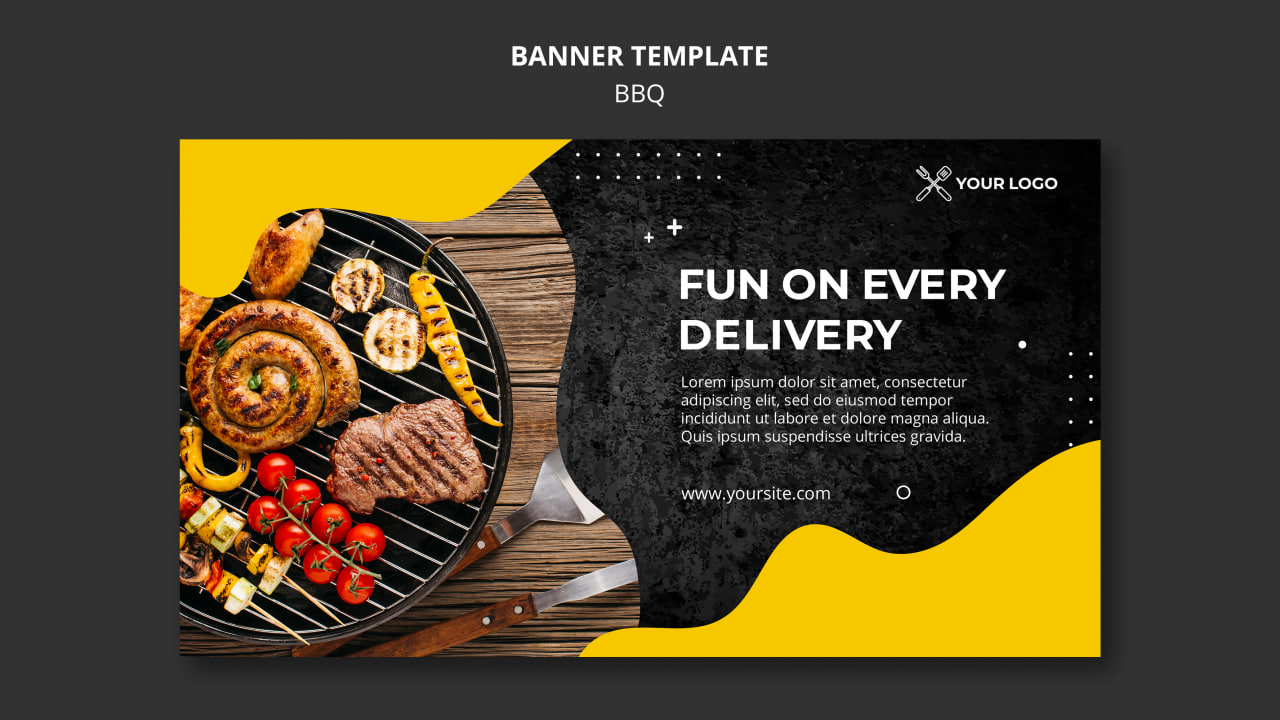 BANNER TEMPLATE
BBQ
YOUR LOGO
FUN ON EVERY
DELIVERY
Lorem ipsum dolor sit amet, consectetur
adipiscing elit, sed do eiusmod tempor
incididunt ut labore et dolore magna aliqua.
Quis ipsum suspendisse ultrices gravida.
www.yoursite.com